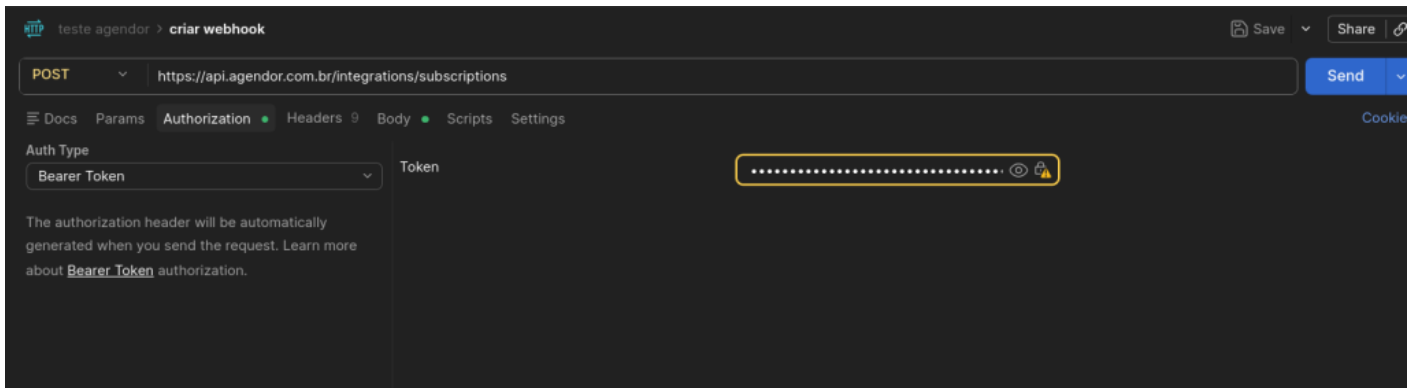 HTTP teste agendor > criar webhook Save Share
POST https://api.agendor.com.br/integrations/subscriptions Send
Docs Params Authorization Headers 9 Body Scripts Settings Cookie
Auth Type
Bearer Token
Token
The authorization header will be automatically
generated when you send the request. Learn more
about Bearer Token authorization.